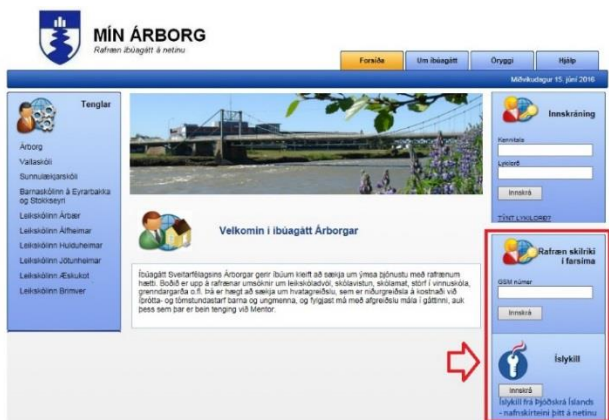 MÍN ÁRBORG
Rafræn íbúagátt á netinu
Forsíða
Um íbúagátt
Öryggi
Hjálp
Miðvikudagur 15. júní 2016
Tenglar
Árborg
Vallaskóli
Sunnulækjarskóli
Barnaskólinn á Eyrarbakka
og Stokkseyri
Leikskólinn Árbær
Leikskólinn Álfheimar
Leikskólinn Hulduheimar
Leikskólinn Jötunheimar
Leikskólinn Æskukot
Leikskólinn Brimver
Velkomin í íbúagátt Árborgar
Íbúagátt Sveitarfélagsins Árborgar gerir íbúum kleift að sækja um ýmsa þjónustu með rafrænum
hætti. Boðið er upp á rafrænar umsóknir um leikskóladvöl, skólavistun, skólamat, störf í vinnuskóla,
grenndargarða o.fl. Þá er hægt að sækja um hvatagreiðslu, sem er niðurgreiðsla á kostnaði við
íþrótta- og tómstundastarf barna og ungmenna, og fylgjast má með afgreiðslu mála í gáttinni, auk
þess sem þar er bein tenging við Mentor.
Innskráning
Kennitala
Lykilorð
Innskrá
TÝNT LYKILORÐ?
Rafræn skilríki
í farsíma
GSM númer
Innskrá
Íslykill
Innskrá
Íslykill frá Þjóðskrá Íslands
- nafnskírteini þitt á netinu